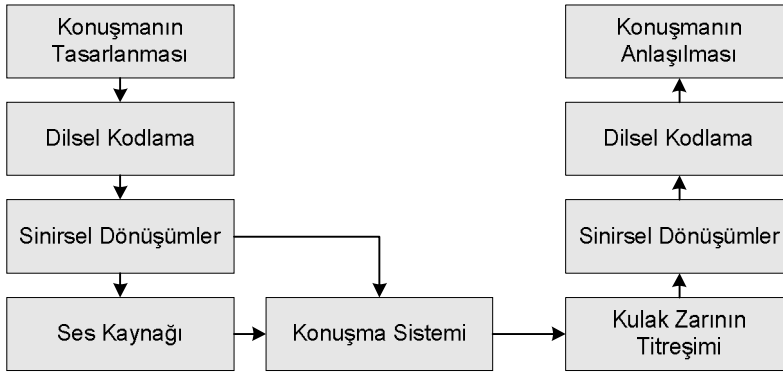 Konuşmanın
Tasarlanması
Dilsel Kodlama
Sinirsel Dönüşümler
Ses Kaynağı
Konuşma Sistemi
Konuşmanın
Anlaşılması
Dilsel Kodlama
Sinirsel Dönüşümler
Kulak Zarının
Titreşimi